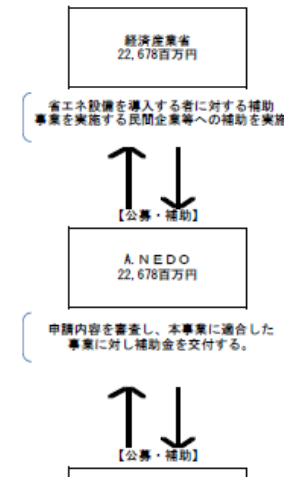 経済産業省
22,678百万円
省エネ設備を導入する者に対する補助
事業を実施する民間企業等への補助を実施
【公募・補助】
A.ＮＥＤＯ
22,678百万円
申請内容を審査し、本事業に適合した
事業に対し補助金を交付する。
【公募・補助】